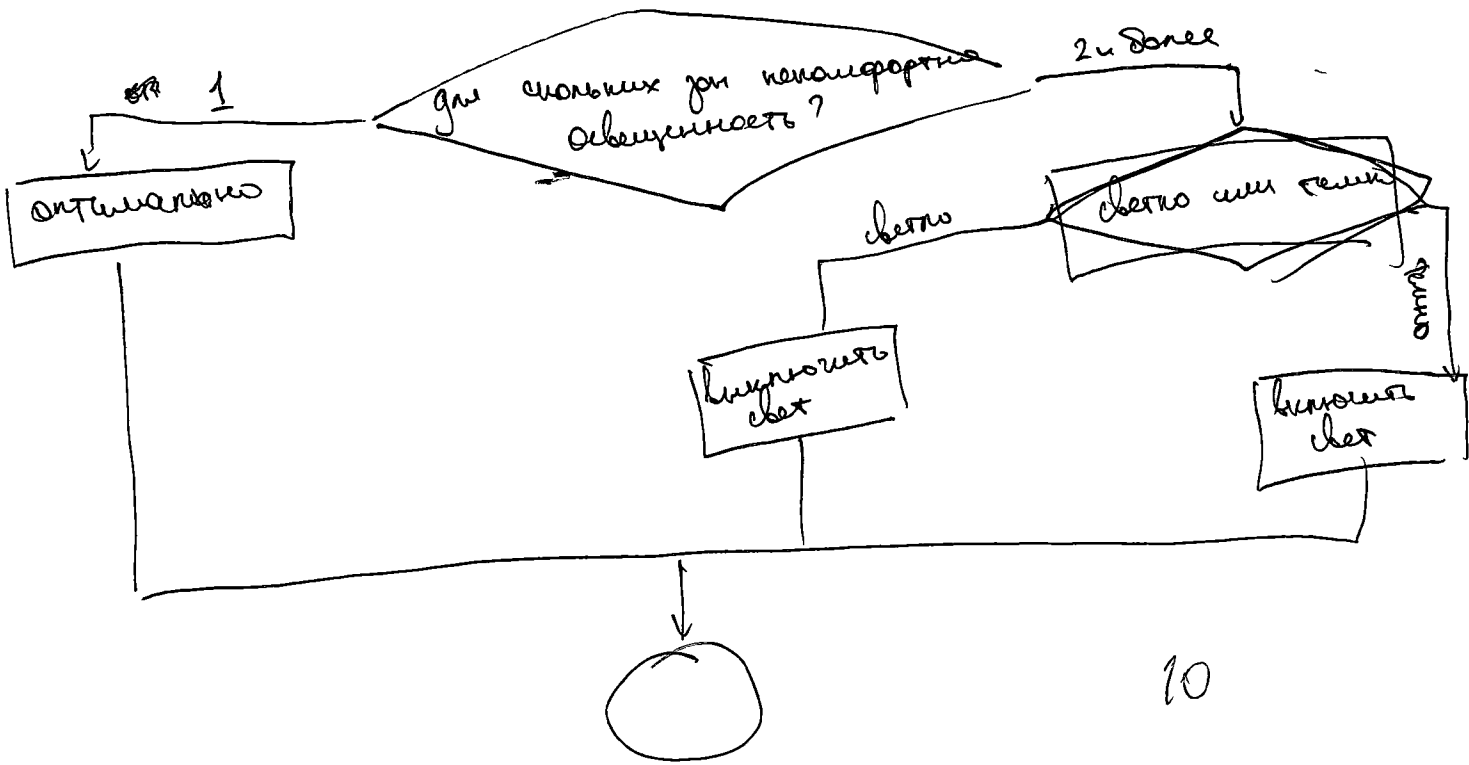 1
2 и более
для скольких зон некомфортна
освещенность?
оптимально
светло или темно
светло
темно
выключить
свет
включить
свет
10